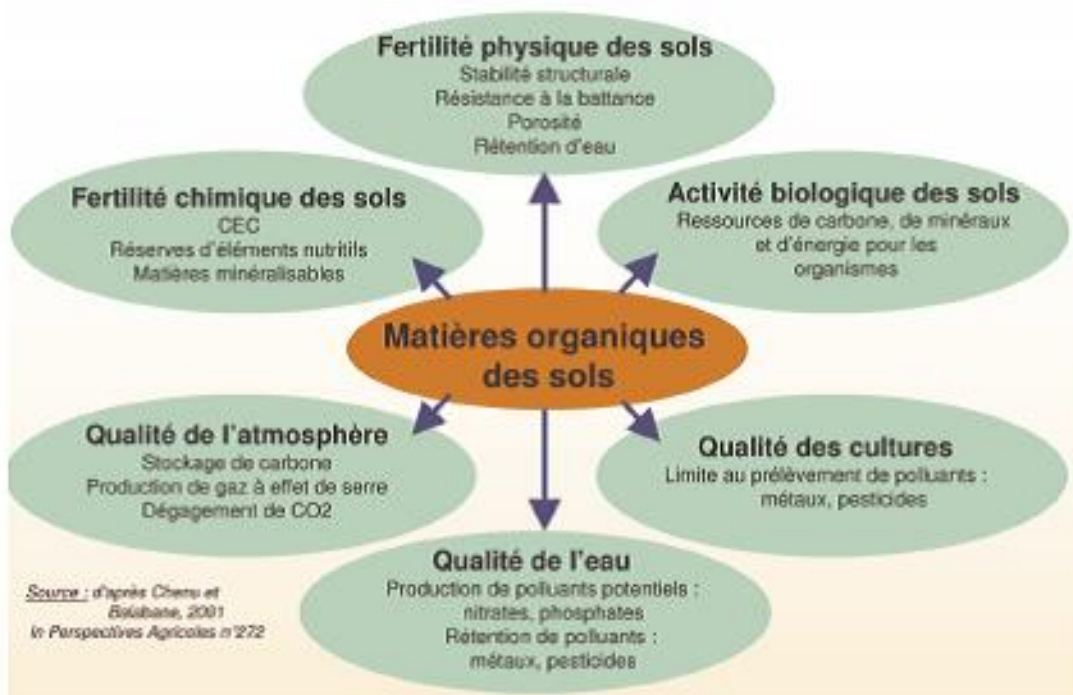 Fertilité physique des sols
Stabilité structurale
Résistance à la battance
Porosité
Rétention d'eau
Fertilité chimique des sols
CEC
Réserves d'éléments nutritifs
Matières minéralisables
Activité biologique des sols
Ressources de carbone, de minéraux
et d'énergie pour les
organismes
Matières organiques
des sols
Qualité de l'atmosphère
Stockage de carbone
Production de gaz à effet de serre
Dégagement de CO2
Qualité des cultures
Limite au prélèvement de polluants :
métaux, pesticides
Qualité de l'eau
Production de polluants potentiels :
nitrates, phosphates
Rétention de polluants :
métaux, pesticides
Source : d'après Chenu et
Balabane, 2001
in Perspectives Agricoles n°272